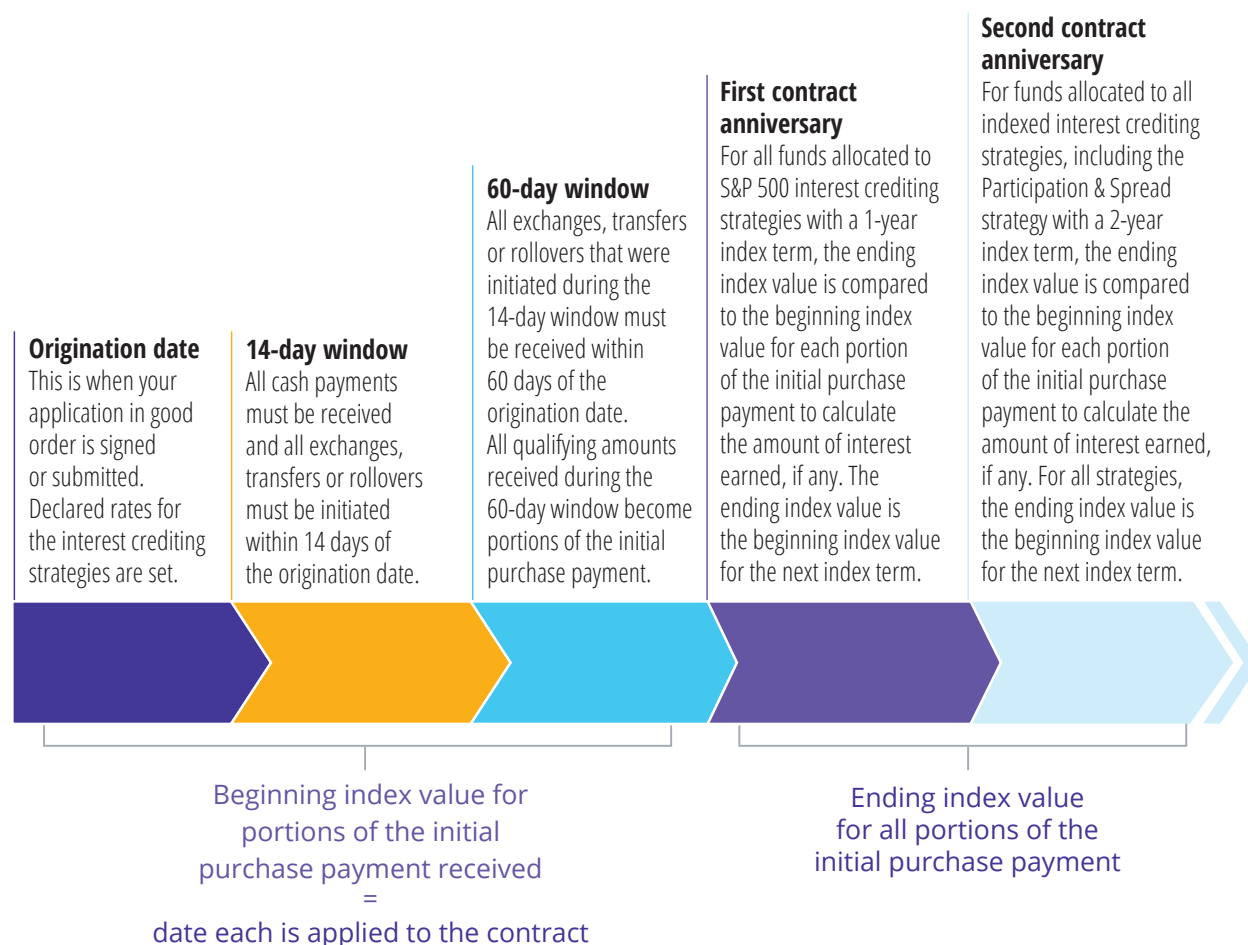 Origination date
This is when your
application in good
order is signed
or submitted.
Declared rates for
the interest crediting
strategies are set.
14-day window
All cash payments
must be received
and all exchanges,
transfers or rollovers
must be initiated
within 14 days of
the origination date.
60-day window
All exchanges, transfers
or rollovers that were
initiated during the
14-day window must
be received within
60 days of the
origination date.
All qualifying amounts
received during the
60-day window become
portions of the initial
purchase payment.
First contract
anniversary
For all funds allocated to
S&P 500 interest crediting
strategies with a 1-year
index term, the ending
index value is compared
to the beginning index
value for each portion
of the initial purchase
payment to calculate
the amount of interest
earned, if any. The
ending index value is
the beginning index value
for the next index term.
Second contract
anniversary
For funds allocated to all
indexed interest crediting
strategies, including the
Participation & Spread
strategy with a 2-year
index term, the ending
index value is compared
to the beginning index
value for each portion
of the initial purchase
payment to calculate the
amount of interest earned,
if any. For all strategies,
the ending index value is
the beginning index value
for the next index term.
Beginning index value for
portions of the initial
purchase payment received
=
date each is applied to the contract
Ending index value
for all portions of the
initial purchase payment